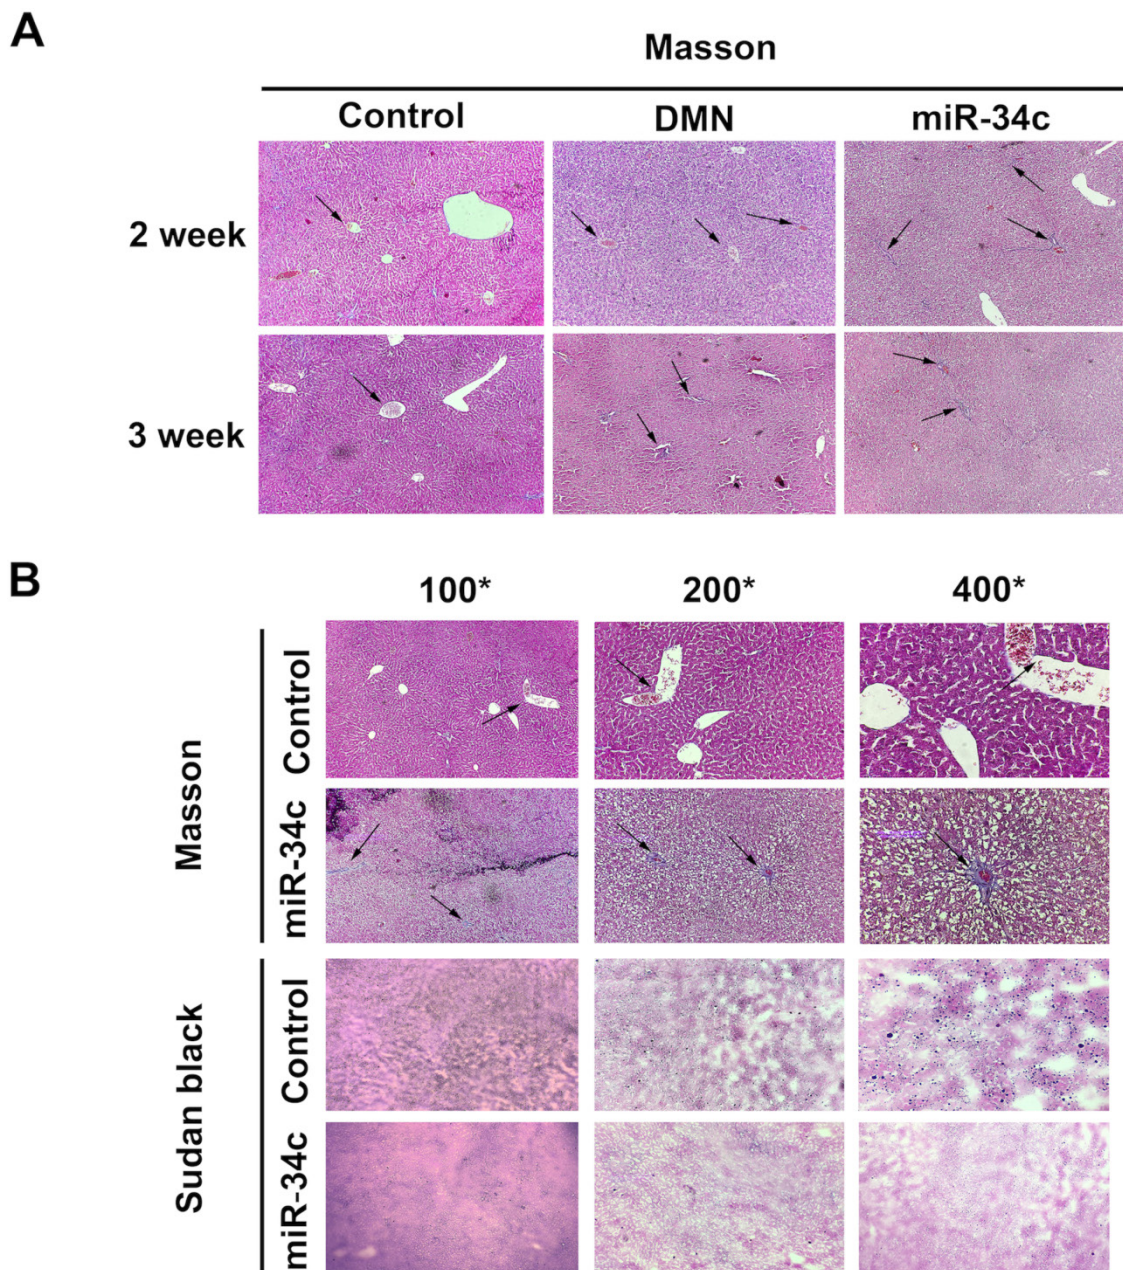 A
Masson
Control DMN miR-34c
2 week
3 week
B
100* 200* 400*
Masson
Control
miR-34c
Sudan black
Control
miR-34c